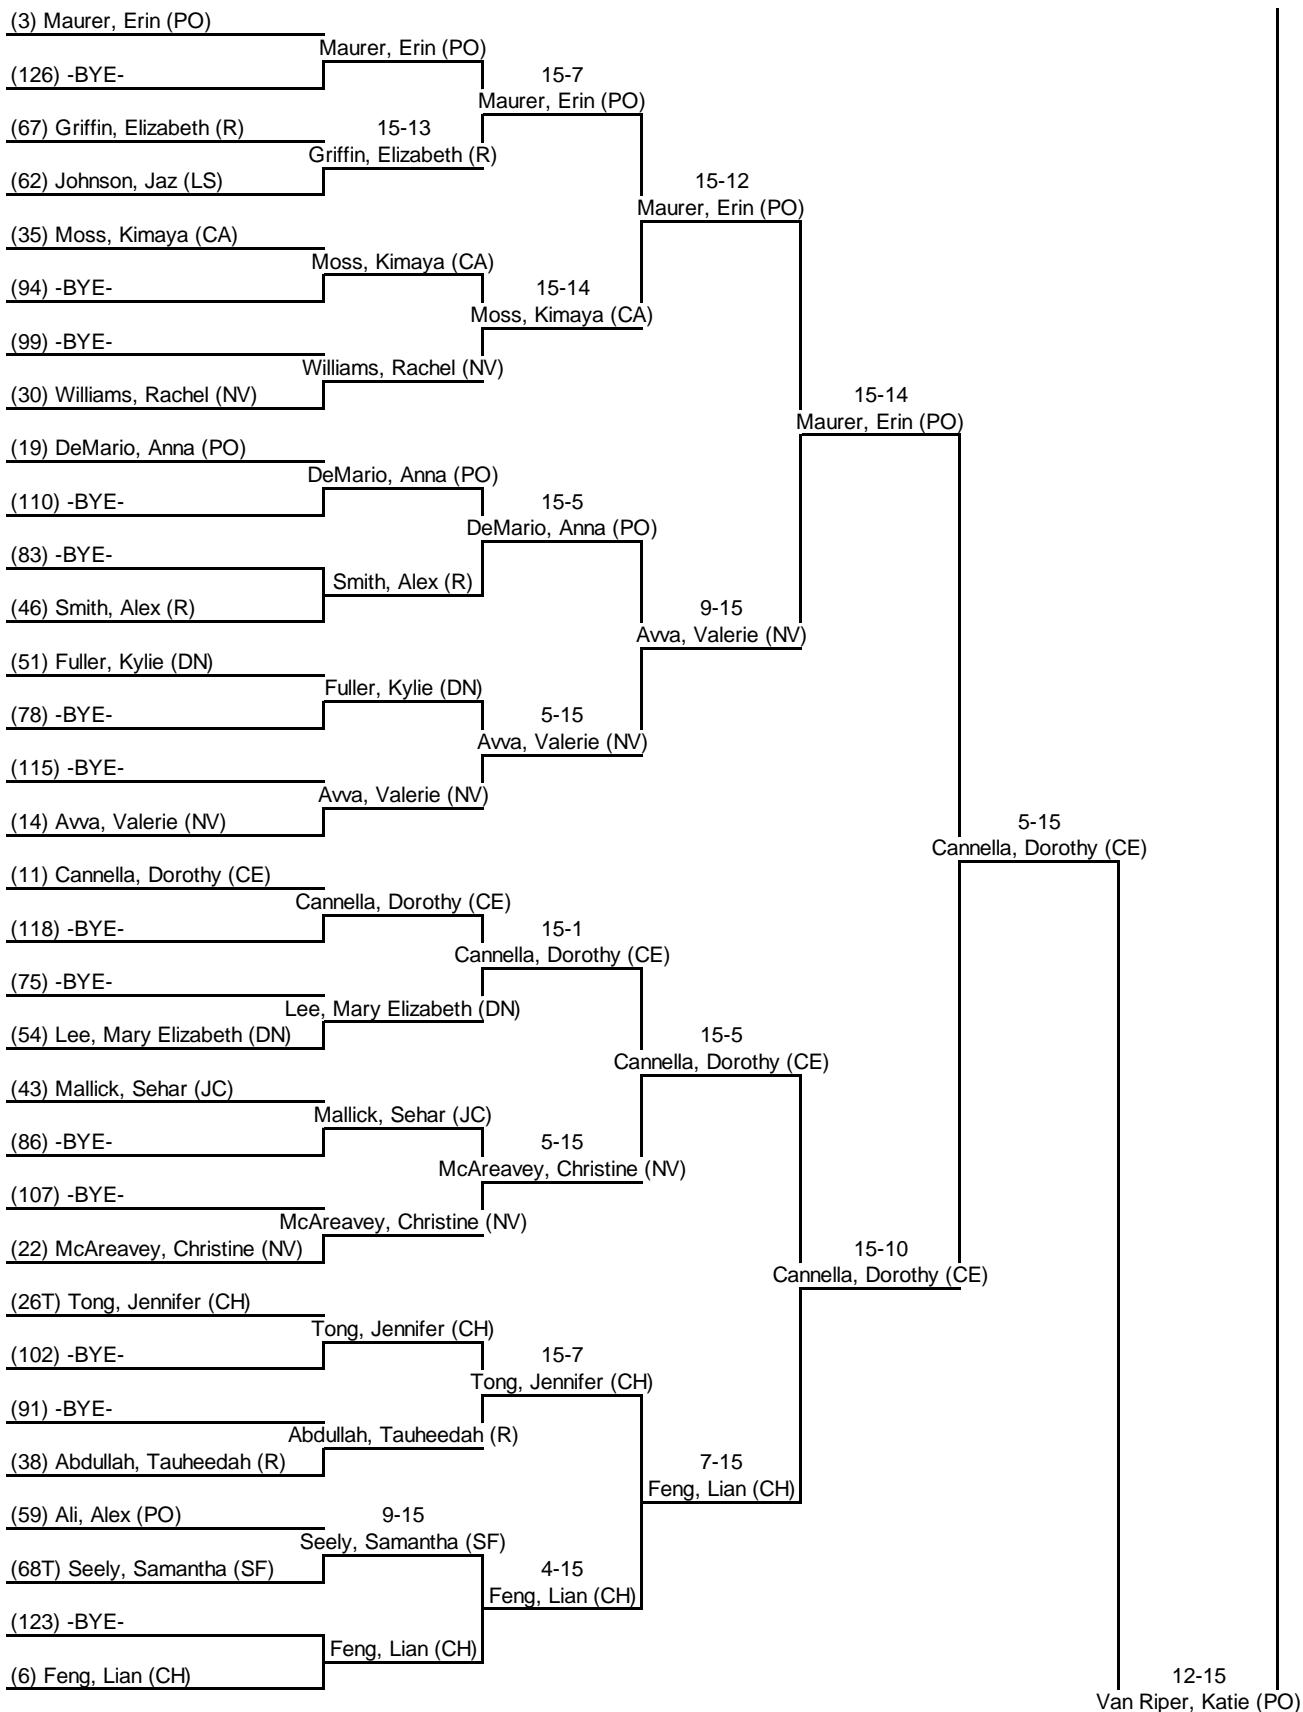 (3) Maurer, Erin (PO)
Maurer, Erin (PO)
(126) -BYE-
15-7
Maurer, Erin (PO)
(67) Griffin, Elizabeth (R)
15-13
Griffin, Elizabeth (R)
(62) Johnson, Jaz (LS)
15-12
Maurer, Erin (PO)
(35) Moss, Kimaya (CA)
Moss, Kimaya (CA)
(94) -BYE-
15-14
Moss, Kimaya (CA)
(99) -BYE-
Williams, Rachel (NV)
(30) Williams, Rachel (NV)
15-14
Maurer, Erin (PO)
(19) DeMario, Anna (PO)
DeMario, Anna (PO)
(110) -BYE-
15-5
DeMario, Anna (PO)
(83) -BYE-
Smith, Alex (R)
(46) Smith, Alex (R)
9-15
Avva, Valerie (NV)
(51) Fuller, Kylie (DN)
Fuller, Kylie (DN)
(78) -BYE-
5-15
Avva, Valerie (NV)
(115) -BYE-
Avva, Valerie (NV)
(14) Avva, Valerie (NV)
5-15
Cannella, Dorothy (CE)
(11) Cannella, Dorothy (CE)
Cannella, Dorothy (CE)
(118) -BYE-
15-1
Cannella, Dorothy (CE)
(75) -BYE-
Lee, Mary Elizabeth (DN)
(54) Lee, Mary Elizabeth (DN)
15-5
Cannella, Dorothy (CE)
(43) Mallick, Sehar (JC)
Mallick, Sehar (JC)
(86) -BYE-
5-15
McAreavey, Christine (NV)
(107) -BYE-
McAreavey, Christine (NV)
(22) McAreavey, Christine (NV)
15-10
Cannella, Dorothy (CE)
(26T) Tong, Jennifer (CH)
Tong, Jennifer (CH)
(102) -BYE-
15-7
Tong, Jennifer (CH)
(91) -BYE-
Abdullah, Tauheedah (R)
(38) Abdullah, Tauheedah (R)
7-15
Feng, Lian (CH)
(59) Ali, Alex (PO)
9-15
Seely, Samantha (SF)
(68T) Seely, Samantha (SF)
4-15
Feng, Lian (CH)
(123) -BYE-
Feng, Lian (CH)
(6) Feng, Lian (CH)
12-15
Van Riper, Katie (PO)